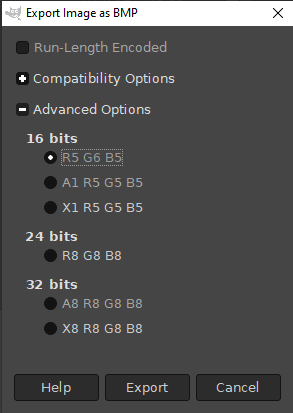 Export Image as BMP
Run-Length Encoded
Compatibility Options
Advanced Options
16 bits
R5 G6 B5
A1 R5 G5 B5
X1 R5 G5 B5
24 bits
R8 G8 B8
32 bits
A8 R8 G8 B8
X8 R8 G8 B8
Help Export Cancel